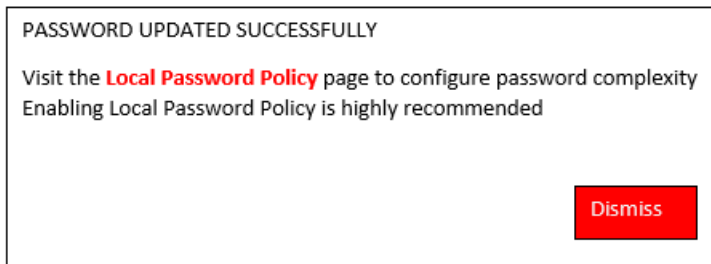 PASSWORD UPDATED SUCCESSFULLY
Visit the Local Password Policy page to configure password complexity
Enabling Local Password Policy is highly recommended
Dismiss